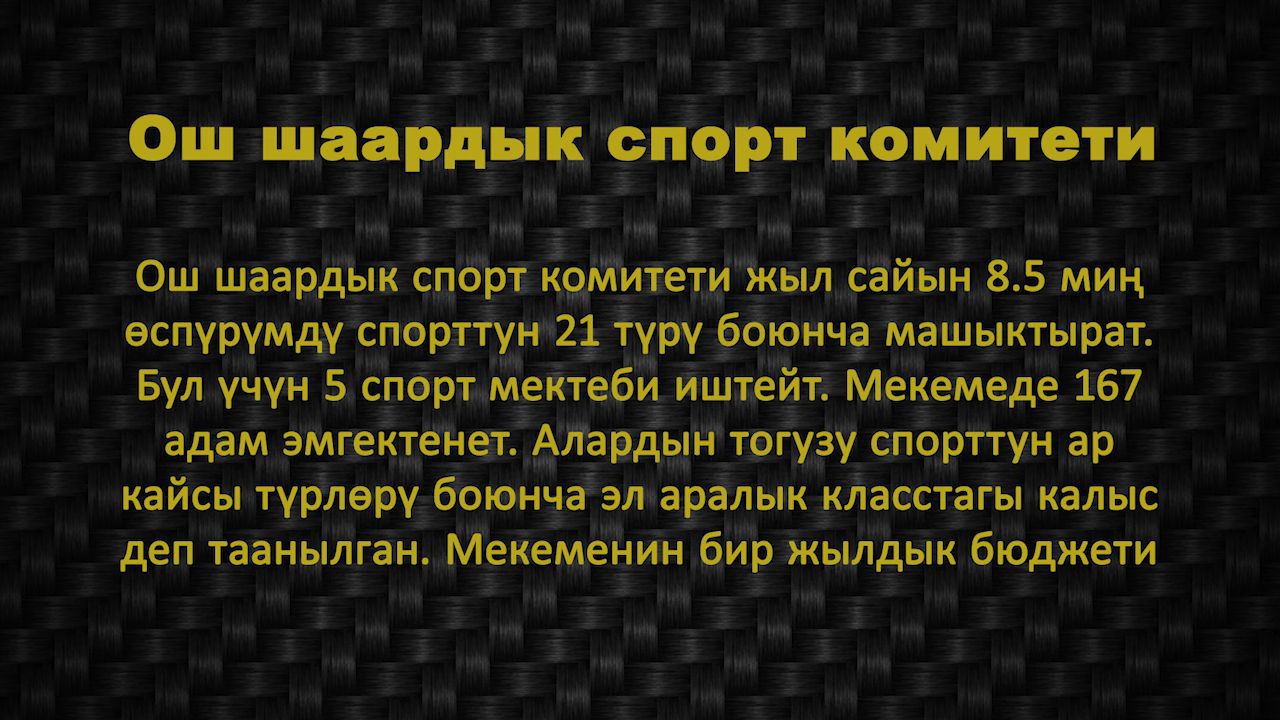 Ош шаардык спорт комитети
Ош шаардык спорт комитети жыл сайын 8.5 миң
өспүрүмдү спорттун 21 түрү боюнча машыктырат.
Бул үчүн 5 спорт мектеби иштейт. Мекемеде 167
адам эмгектенет. Алардын тогузу спорттун ар
кайсы түрлөрү боюнча эл аралык класстагы калыс
деп таанылган. Мекеменин бир жылдык бюджети